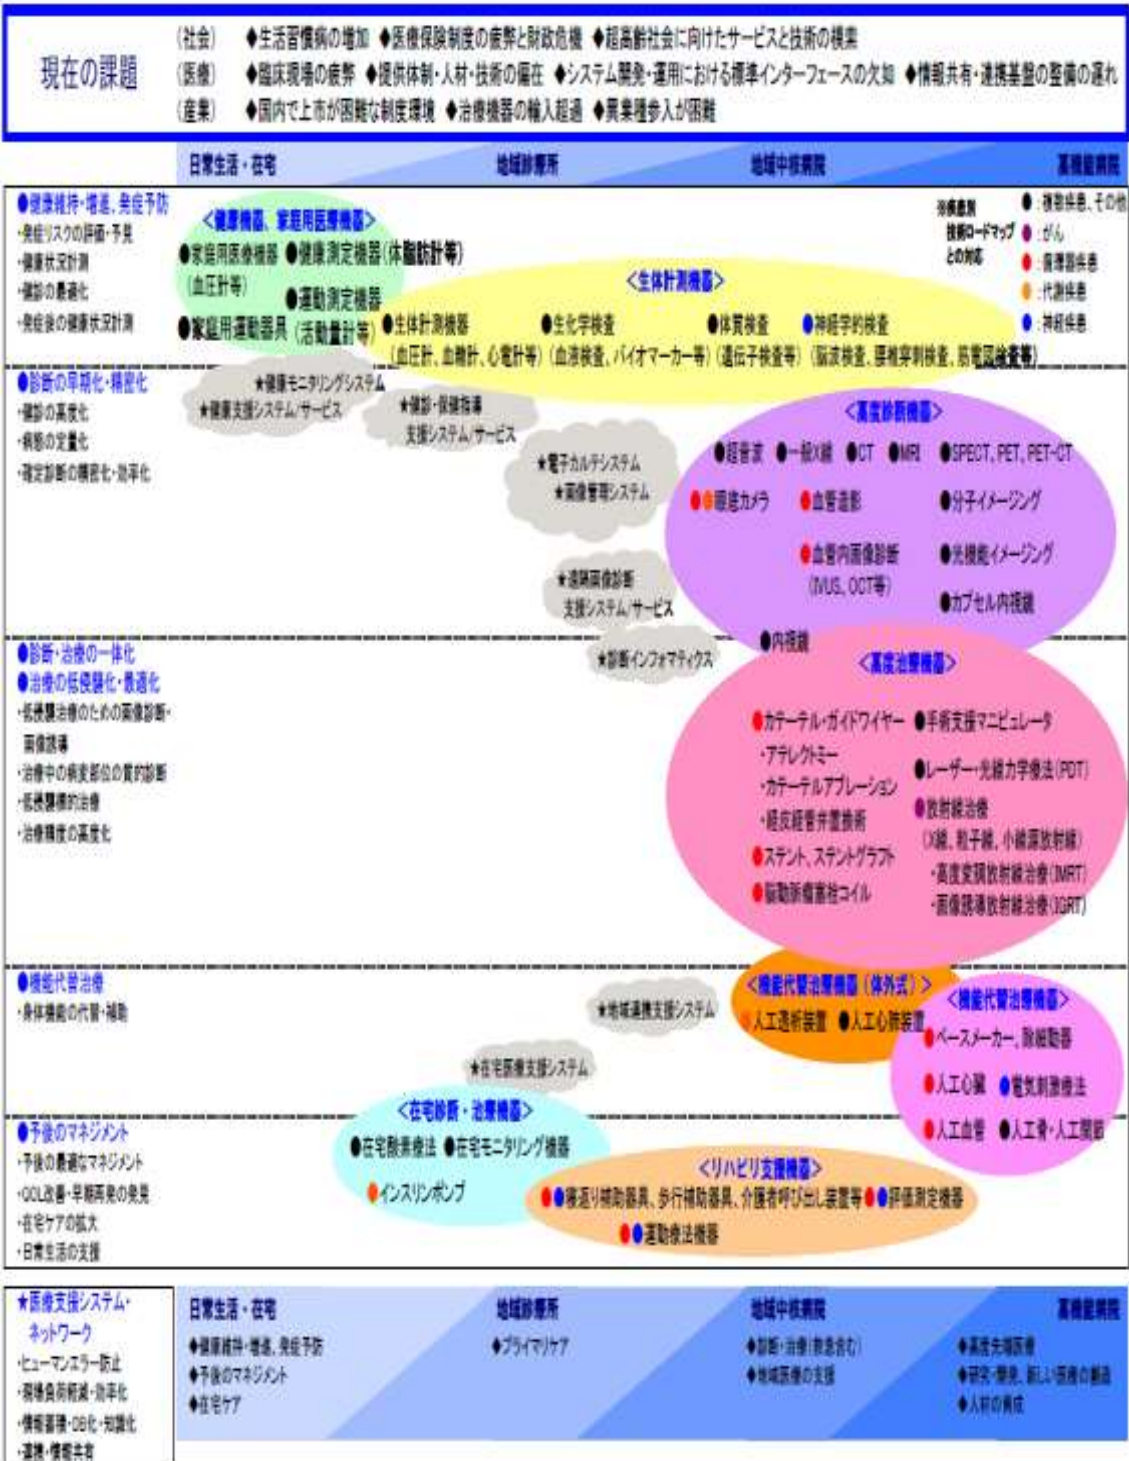 現在の課題
(社会) ◆生活習慣病の増加 ◆医療保険制度の疲弊と財政危機 ◆超高齢社会に向けたサービスと技術の模索
(医療) ◆臨床現場の疲弊 ◆提供体制・人材・技術の偏在 ◆システム開発・運用における標準インターフェースの欠如 ◆情報共有・連携基盤の整備の遅れ
(産業) ◆国内で上市が困難な制度環境 ◆治療機器の輸入超過 ◆異業種参入が困難
日常生活・在宅 地域診療所 地域中核病院 高機能病院
●健康維持・増進、発症予防
・発症リスクの評価・予見
・健康状況計測
・健診の最適化
・発症後の健康状況計測
<健康機器、家庭用医療機器>
●家庭用医療機器 ●健康測定機器(体脂肪計等)
(血圧計等)
●運動測定機器
●家庭用運動器具 (活動量計等)
※疾患別
技術ロードマップ
との対応
●:複数疾患、その他
●:がん
●:循環器疾患
●:代謝疾患
●:神経疾患
<生体計測機器>
●生体計測機器 ●生化学検査 ●体質検査 ●神経学的検査
(血圧計、血糖計、心電計等) (血液検査、バイオマーカー等) (遺伝子検査等) (脳波検査、腰椎穿刺検査、筋電図検査等)
●診断の早期化・精密化
・健診の高度化
・病態の定量化
・確定診断の精密化・効率化
★健康モニタリングシステム
★健康支援システム/サービス
★健診・保健指導
支援システム/サービス
★電子カルテシステム
★画像管理システム
★遠隔画像診断
支援システム/サービス
<高度診断機器>
●超音波 ●一般X線 ●CT ●MRI ●SPECT, PET, PET-CT
●●眼底カメラ ●血管造影 ●分子イメージング
●血管内画像診断 ●光機能イメージング
(IVUS, OCT等)
●カプセル内視鏡
●内視鏡
★診断インフォマティクス
●診断・治療の一体化
●治療の低侵襲化・最適化
・低侵襲治療のための画像診断・
画像誘導
・治療中の病変部位の質的診断
・低侵襲標的治療
・治療精度の高度化
<高度治療機器>
●カテーテル・ガイドワイヤー ●手術支援マニピュレータ
・アテレクトミー
・カテーテルアブレーション ●レーザー・光線力学療法(PDT)
・経皮経管弁置換術 ●放射線治療
(X線、粒子線、小線源放射線)
●ステント、ステントグラフト ・高度変調放射線治療(IMRT)
●脳動脈瘤塞栓コイル ・画像誘導放射線治療(IGRT)
●機能代替治療
・身体機能の代替・補助
★地域連携支援システム
★在宅医療支援システム
<機能代替治療機器(体外式)>
●人工透析装置 ●人工心肺装置
<機能代替治療機器>
●ペースメーカー、除細動器
●人工心臓 ●電気刺激療法
●人工血管 ●人工骨・人工関節
●予後のマネジメント
・予後の最適なマネジメント
・QOL改善・早期再発の発見
・在宅ケアの拡大
・日常生活の支援
<在宅診断・治療機器>
●在宅酸素療法 ●在宅モニタリング機器
●インスリンポンプ
<リハビリ支援機器>
●●寝返り補助器具、歩行補助器具、介護者呼び出し装置等 ●●評価測定機器
●●運動療法機器
★医療支援システム・
ネットワーク
・ヒューマンエラー防止
・現場負荷軽減・効率化
・情報蓄積・DB化・知識化
・連携・情報共有
日常生活・在宅 地域診療所 地域中核病院 高機能病院
◆健康維持・増進、発症予防 ◆プライマリケア ◆診断・治療(救急含む) ◆高度先端医療
◆予後のマネジメント ◆地域医療の支援 ◆研究・開発、新しい医療の創造
◆在宅ケア ◆人材の育成